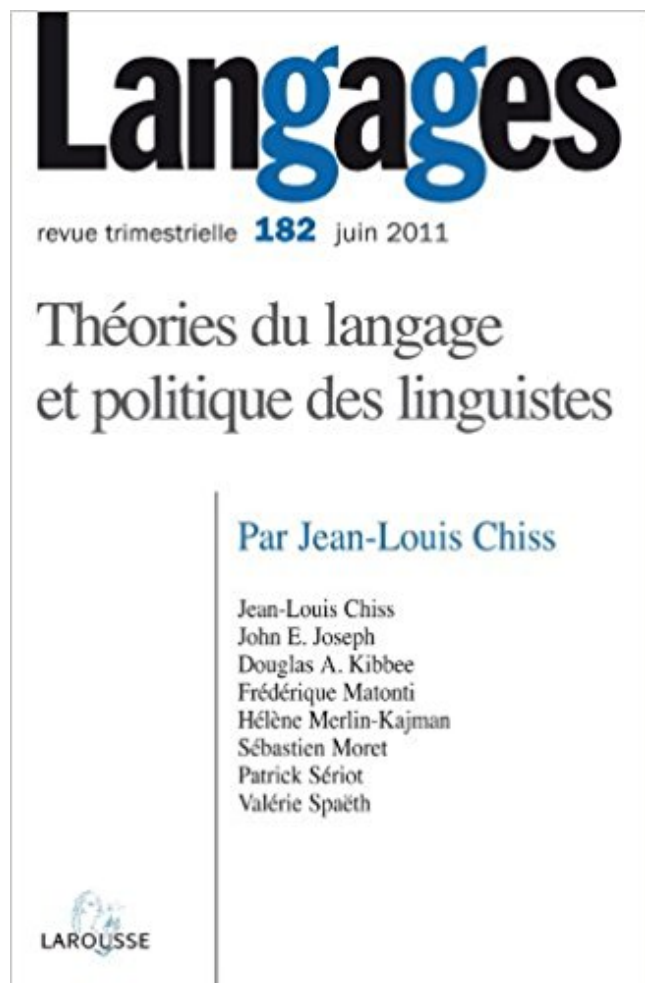 Langages
revue trimestrielle 182 juin 2011
Théories du langage
et politique des linguistes
Par Jean-Louis Chiss
Jean-Louis Chiss
John E. Joseph
Douglas A. Kibbee
Frédérique Matonti
Hélène Merlin-Kajman
Sébastien Moret
Patrick Sériot
Valérie Spaëth
LAROUSSE